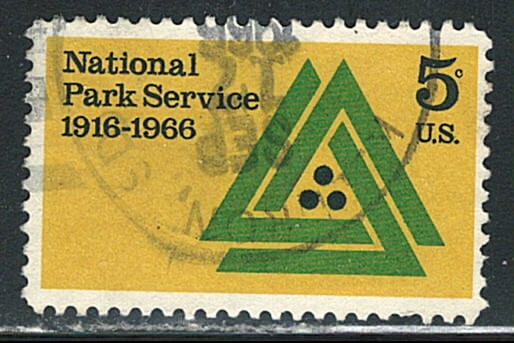 National
Park Service
1916-1966
5c
U.S.